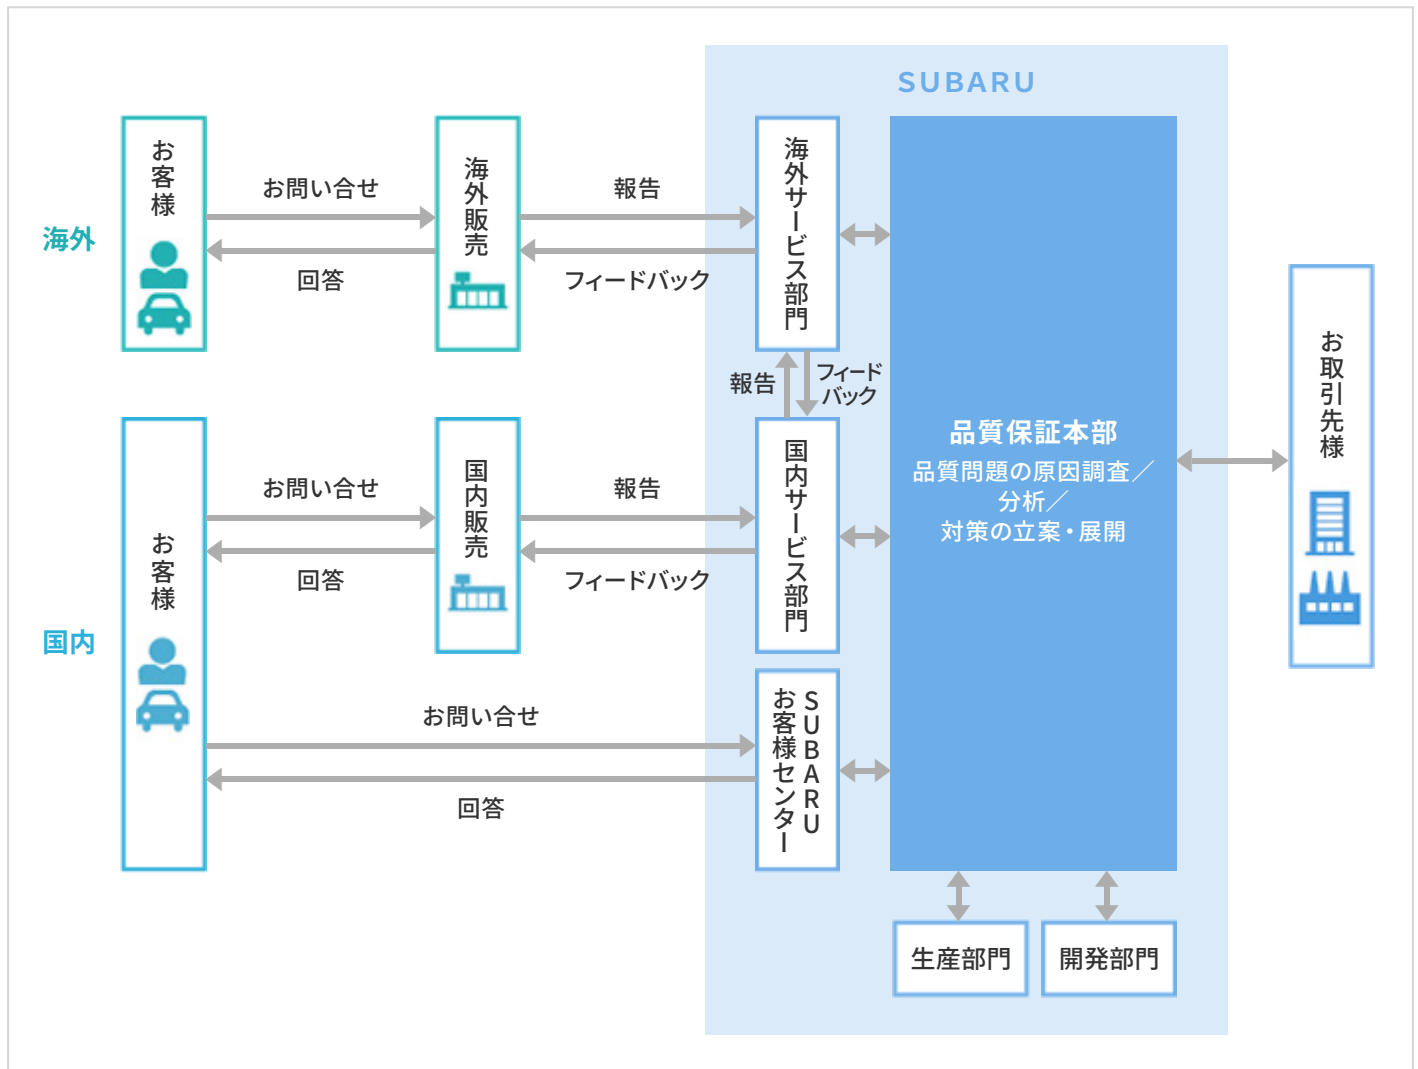 SUBARU
海外
お客様
お問い合せ
回答
海外販売
報告
フィードバック
海外サービス部門
報告
フィード
バック
国内
お客様
お問い合せ
回答
国内販売
報告
フィードバック
国内サービス部門
お問い合せ
回答
SUBARU
お客様センター
品質保証本部
品質問題の原因調査／
分析／
対策の立案・展開
お取引先様
生産部門
開発部門